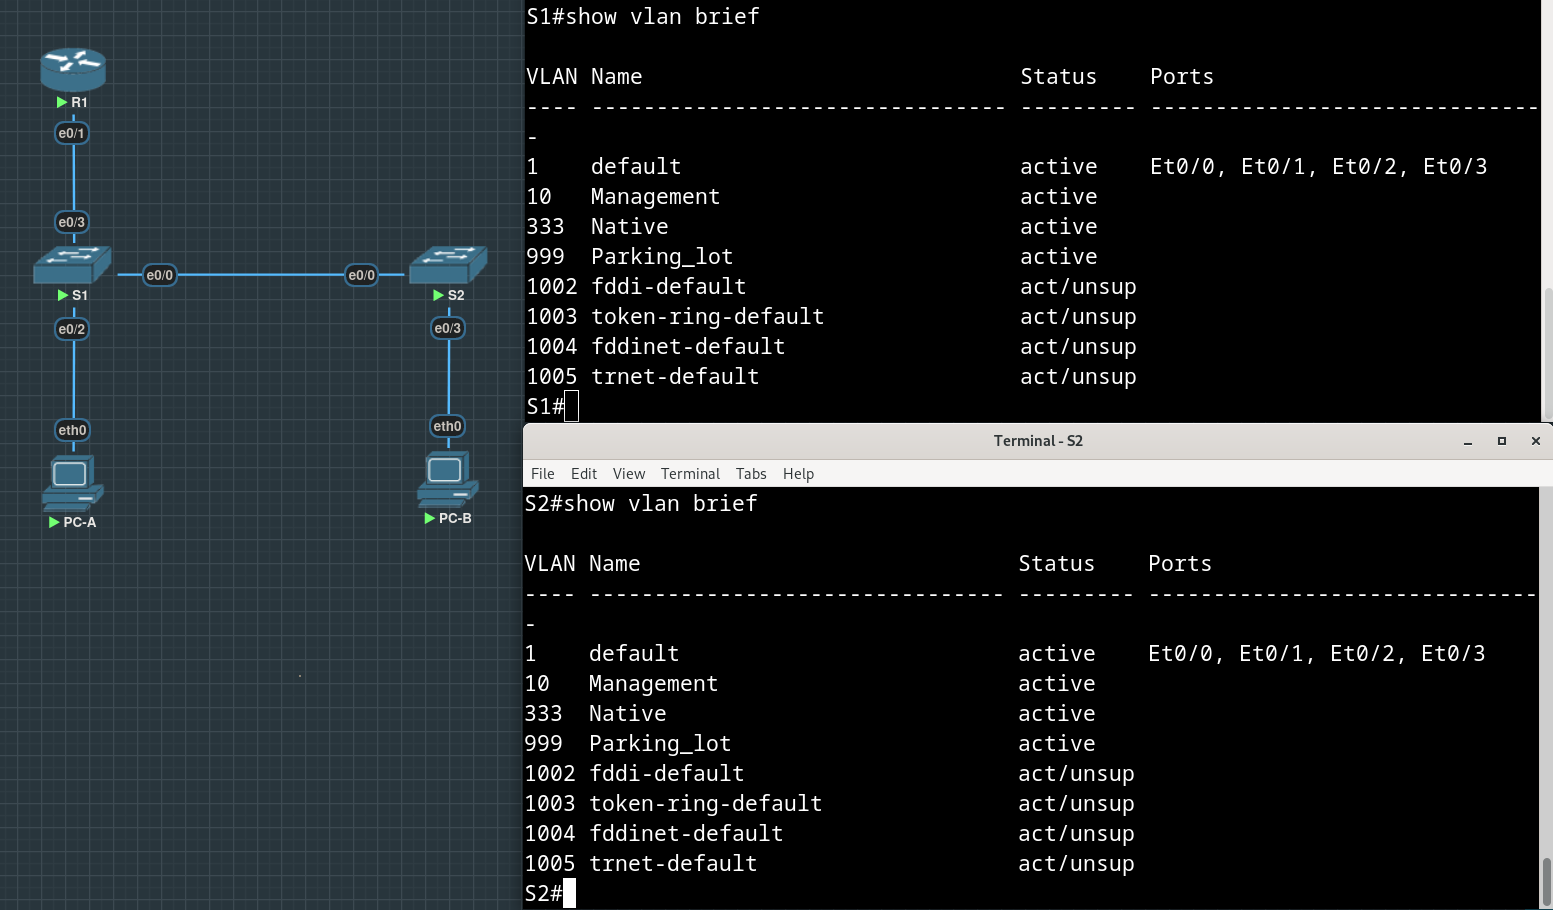 R1
e0/1
e0/3
e0/0
e0/0
S1
S2
e0/2
e0/3
eth0
eth0
PC-A
PC-B
S1#show vlan brief
VLAN Name                             Status    Ports
---- -------------------------------- --------- ------------------------------
-
1    default                          active    Et0/0, Et0/1, Et0/2, Et0/3
10   Management                       active
333  Native                           active
999  Parking_lot                      active
1002 fddi-default                     act/unsup
1003 token-ring-default               act/unsup
1004 fddinet-default                  act/unsup
1005 trnet-default                    act/unsup
S1#
Terminal - S2
File Edit View Terminal Tabs Help
S2#show vlan brief
VLAN Name                             Status    Ports
---- -------------------------------- --------- ------------------------------
-
1    default                          active    Et0/0, Et0/1, Et0/2, Et0/3
10   Management                       active
333  Native                           active
999  Parking_lot                      active
1002 fddi-default                     act/unsup
1003 token-ring-default               act/unsup
1004 fddinet-default                  act/unsup
1005 trnet-default                    act/unsup
S2#